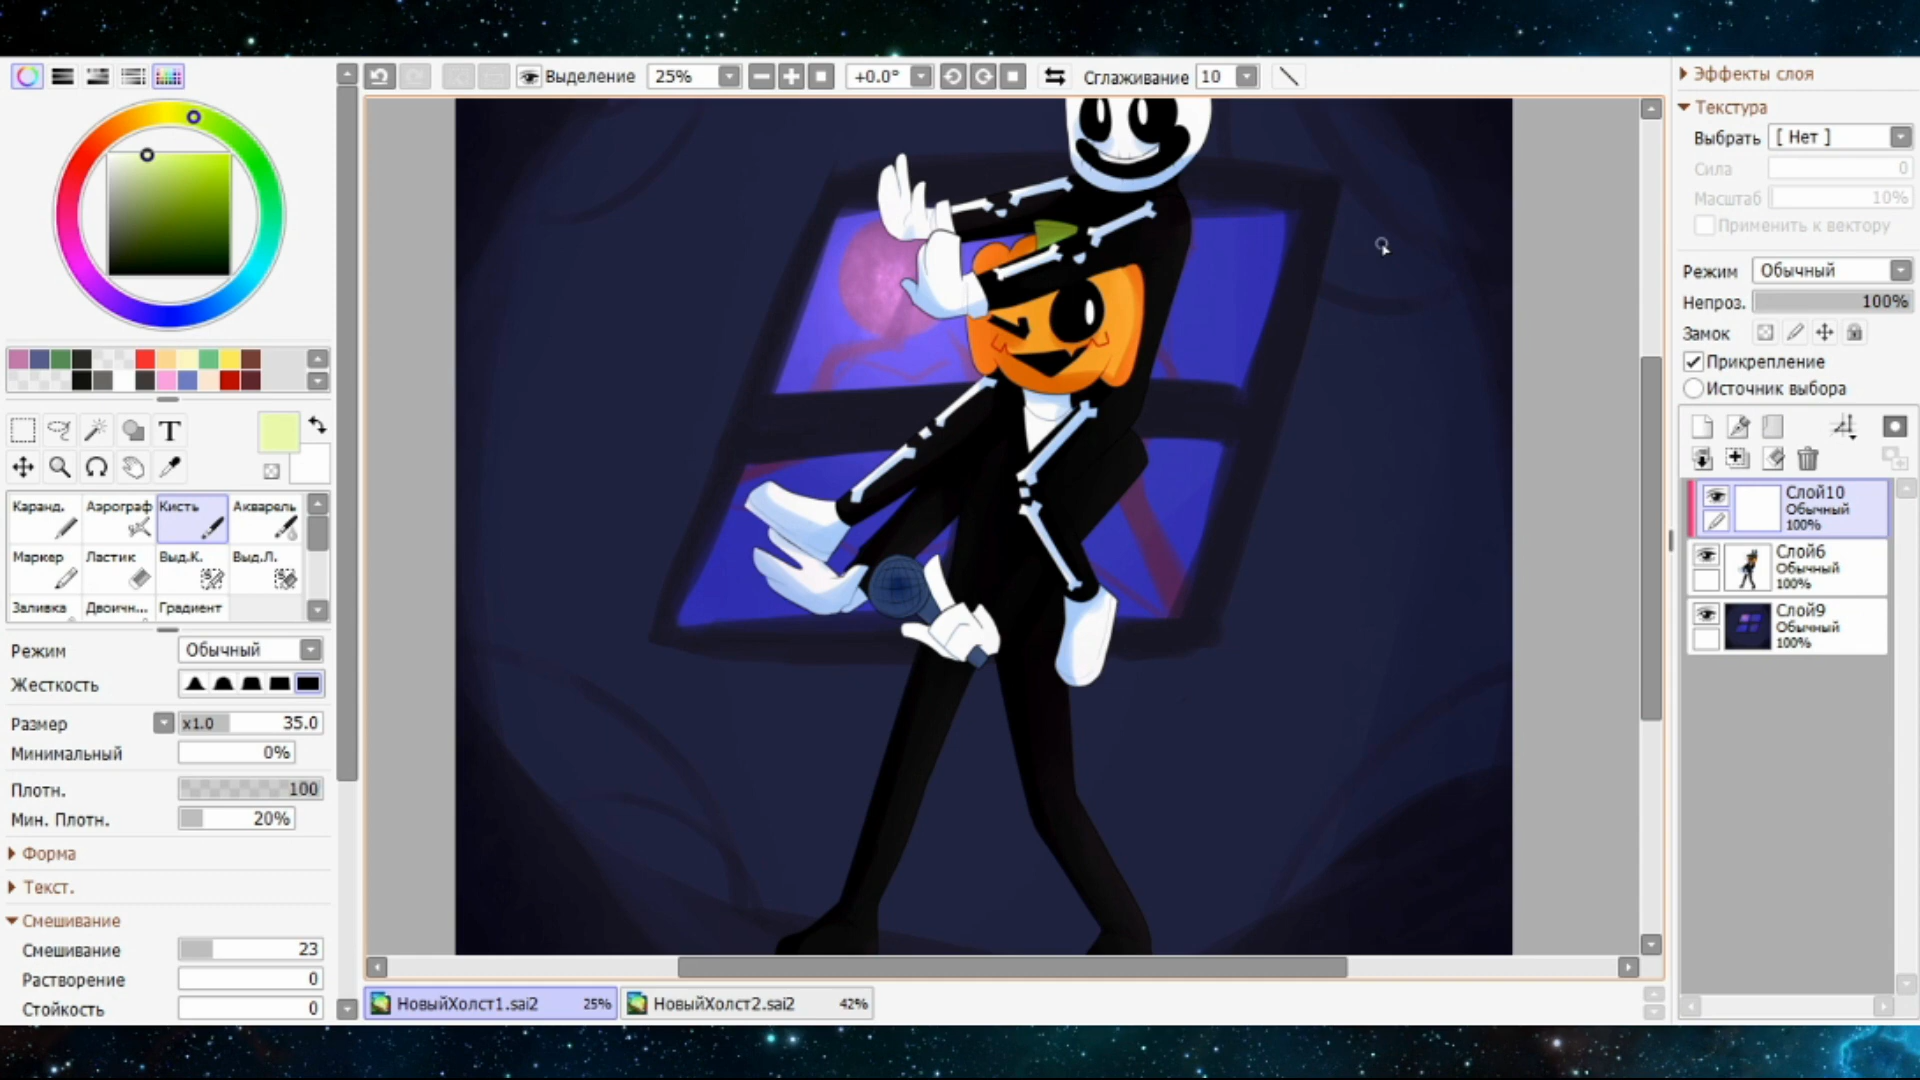 Выделение 25% +0.0° Сглаживание 10
Эффекты слоя
Текстура
Выбрать [ Нет ]
Сила 0
Масштаб 10%
Применить к вектору
Режим Обычный
Непроз. 100%
Замок
Прикрепление
Источник выбора
Слой10
Обычный
100%
Слой6
Обычный
100%
Слой9
Обычный
100%
T
Каранд. Аэрограф Кисть Акварель
Маркер Ластик Выд.К. Выд.Л.
Заливка Двоичн... Градиент
Режим Обычный
Жесткость
Размер x1.0 35.0
Минимальный 0%
Плотн. 100
Мин. Плотн. 20%
Форма
Текст.
Смешивание
Смешивание 23
Растворение 0
Стойкость 0
НовыйХолст1.sai2 25% НовыйХолст2.sai2 42%